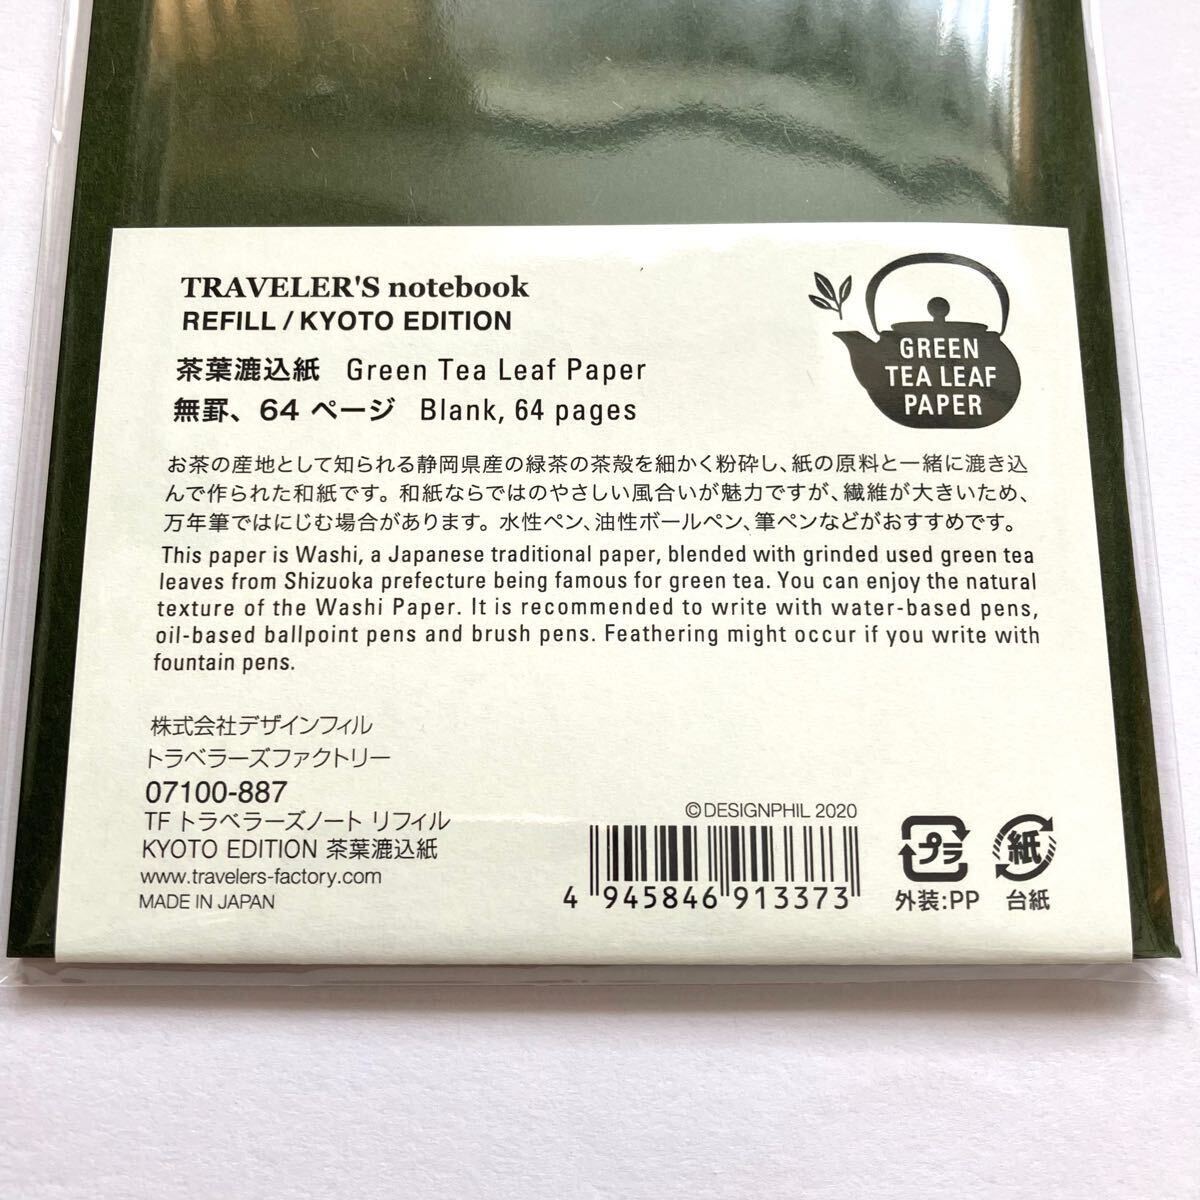 TRAVELER'S notebook
REFILL / KYOTO EDITION
茶葉漉込紙 Green Tea Leaf Paper
無罫、64 ページ Blank, 64 pages
GREEN
TEA LEAF
PAPER
お茶の産地として知られる静岡県産の緑茶の茶殻を細かく粉砕し、紙の原料と一緒に漉き込
んで作られた和紙です。和紙ならではのやさしい風合いが魅力ですが、繊維が大きいため、
万年筆ではにじむ場合があります。水性ペン、油性ボールペン、筆ペンなどがおすすめです。
This paper is Washi, a Japanese traditional paper, blended with grinded used green tea
leaves from Shizuoka prefecture being famous for green tea. You can enjoy the natural
texture of the Washi Paper. It is recommended to write with water-based pens,
oil-based ballpoint pens and brush pens. Feathering might occur if you write with
fountain pens.
株式会社デザインフィル
トラベラーズファクトリー
07100-887
TF トラベラーズノート リフィル
KYOTO EDITION 茶葉漉込紙
www.travelers-factory.com
MADE IN JAPAN
©DESIGNPHIL 2020
4 945846 913373
プラ
外装:PP
紙
台紙